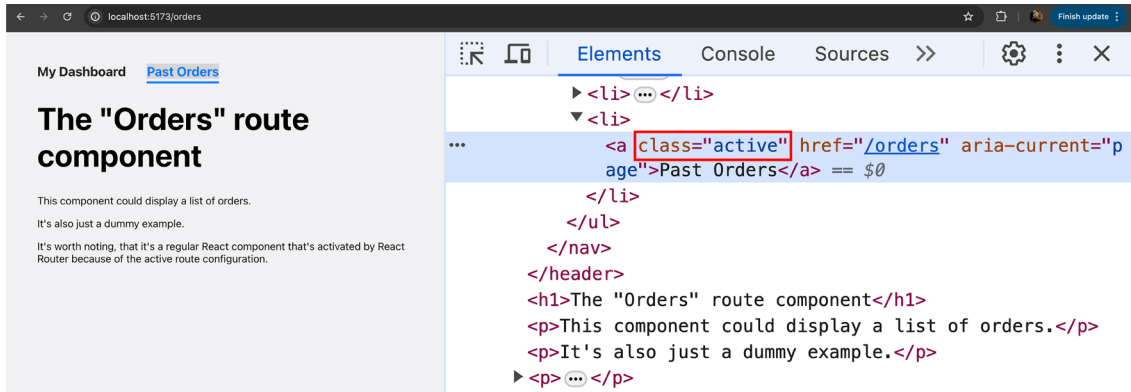 localhost:5173/orders
Finish update
My Dashboard Past Orders
The "Orders" route
component
This component could display a list of orders.
It's also just a dummy example.
It's worth noting, that it's a regular React component that's activated by React
Router because of the active route configuration.
Elements Console Sources
<li> ... </li>
<li>
... <a class="active" href="/orders" aria-current="p
age">Past Orders</a> == $0
</li>
</ul>
</nav>
</header>
<h1>The "Orders" route component</h1>
<p>This component could display a list of orders.</p>
<p>It's also just a dummy example.</p>
<p> ... </p>